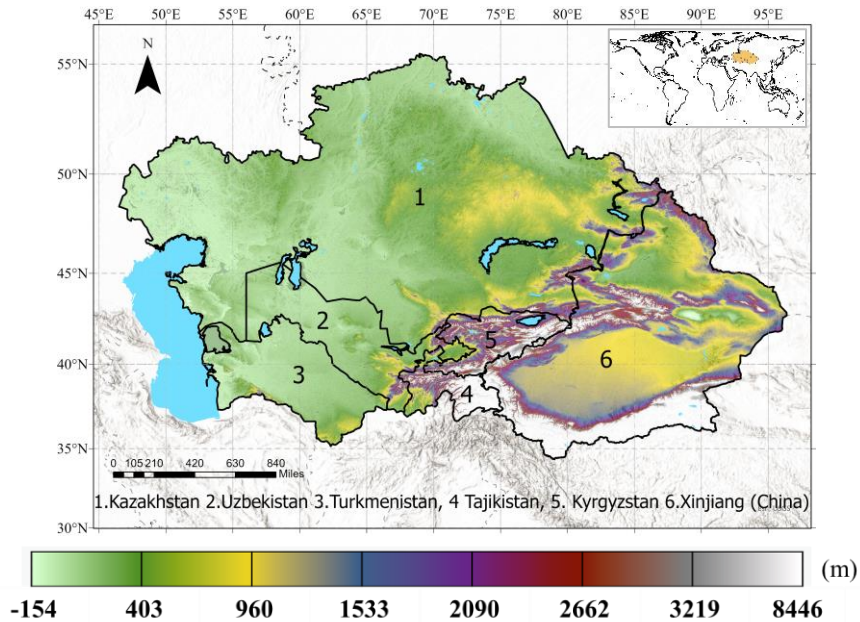 45°E 50°E 55°E 60°E 65°E 70°E 75°E 80°E 85°E 90°E 95°E
N
55°N
50°N
1
45°N
2
5
40°N
6
3
4
35°N
0 105 210 420 630 840
Miles
1.Kazakhstan 2.Uzbekistan 3.Turkmenistan, 4 Tajikistan, 5. Kyrgyzstan 6.Xinjiang (China)
30°N
(m)
-154 403 960 1533 2090 2662 3219 8446